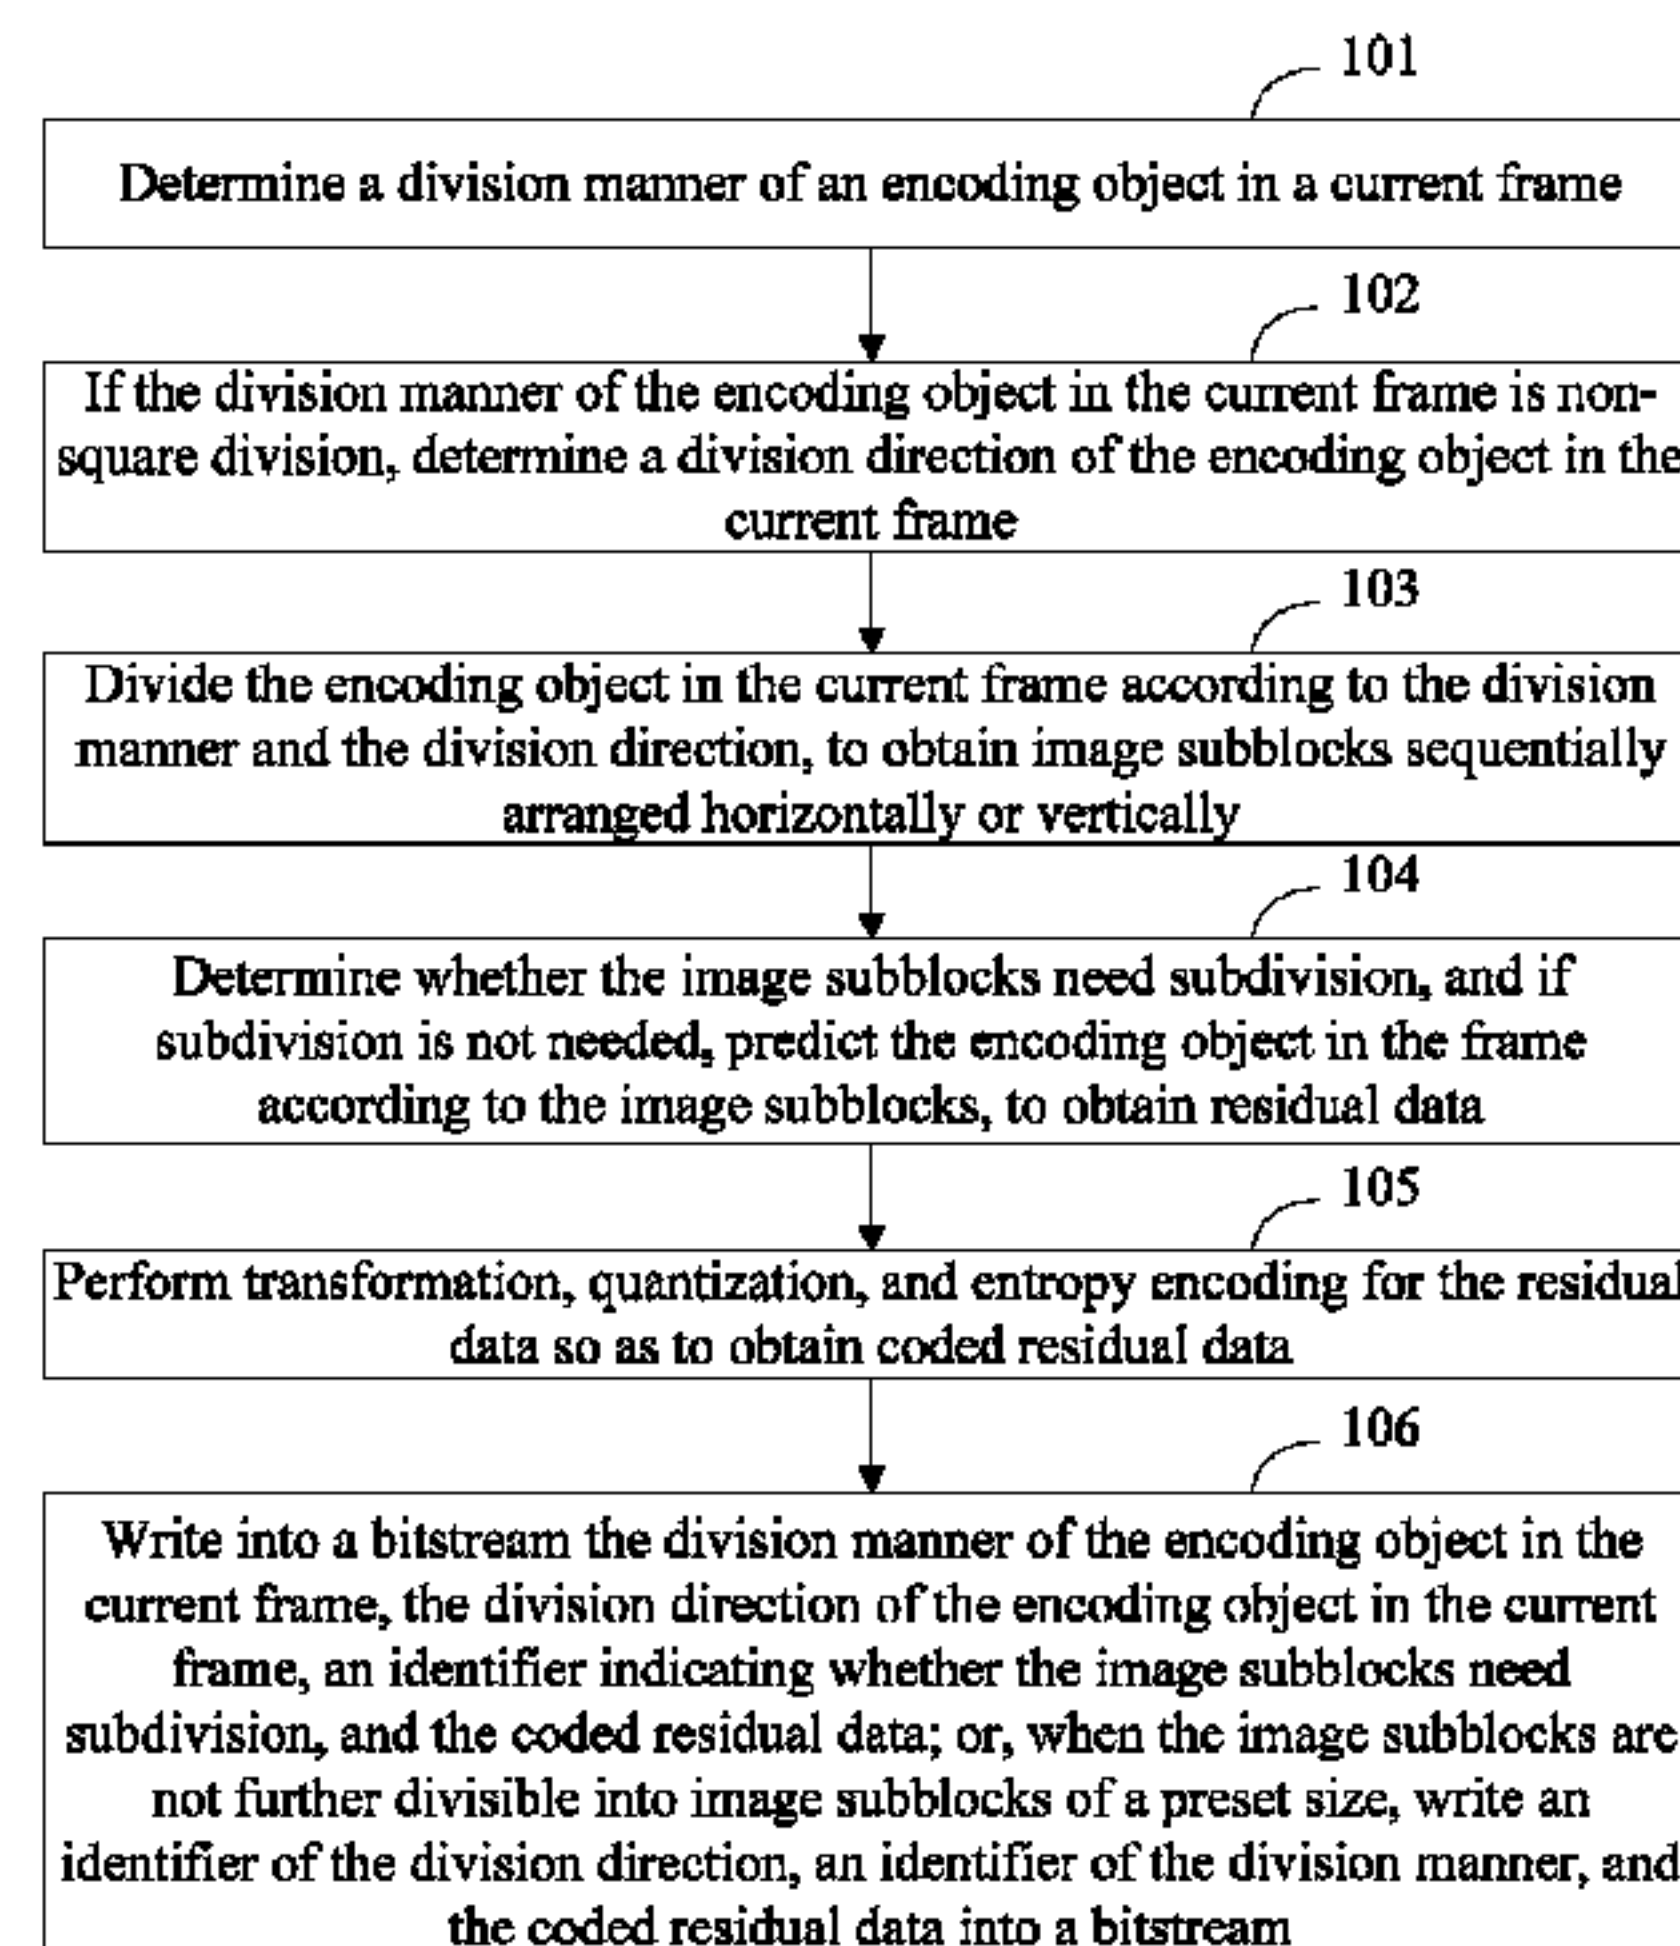 101
Determine a division manner of an encoding object in a current frame
102
If the division manner of the encoding object in the current frame is non-
square division, determine a division direction of the encoding object in the
current frame
103
Divide the encoding object in the current frame according to the division
manner and the division direction, to obtain image subblocks sequentially
arranged horizontally or vertically
104
Determine whether the image subblocks need subdivision, and if
subdivision is not needed, predict the encoding object in the frame
according to the image subblocks, to obtain residual data
105
Perform transformation, quantization, and entropy encoding for the residual
data so as to obtain coded residual data
106
Write into a bitstream the division manner of the encoding object in the
current frame, the division direction of the encoding object in the current
frame, an identifier indicating whether the image subblocks need
subdivision, and the coded residual data; or, when the image subblocks are
not further divisible into image subblocks of a preset size, write an
identifier of the division direction, an identifier of the division manner, and
the coded residual data into a bitstream